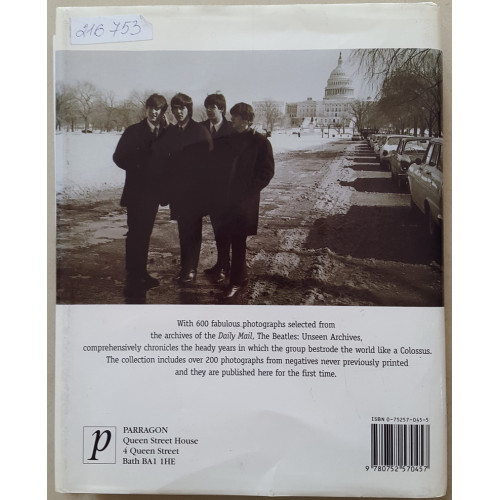 216 753
With 600 fabulous photographs selected from
the archives of the Daily Mail, The Beatles: Unseen Archives,
comprehensively chronicles the heady years in which the group bestrode the world like a Colossus.
The collection includes over 200 photographs from negatives never previously printed
and they are published here for the first time.
P
PARRAGON
Queen Street House
4 Queen Street
Bath BA1 1HE
ISBN 0-75257-045-5
9 780752 570457